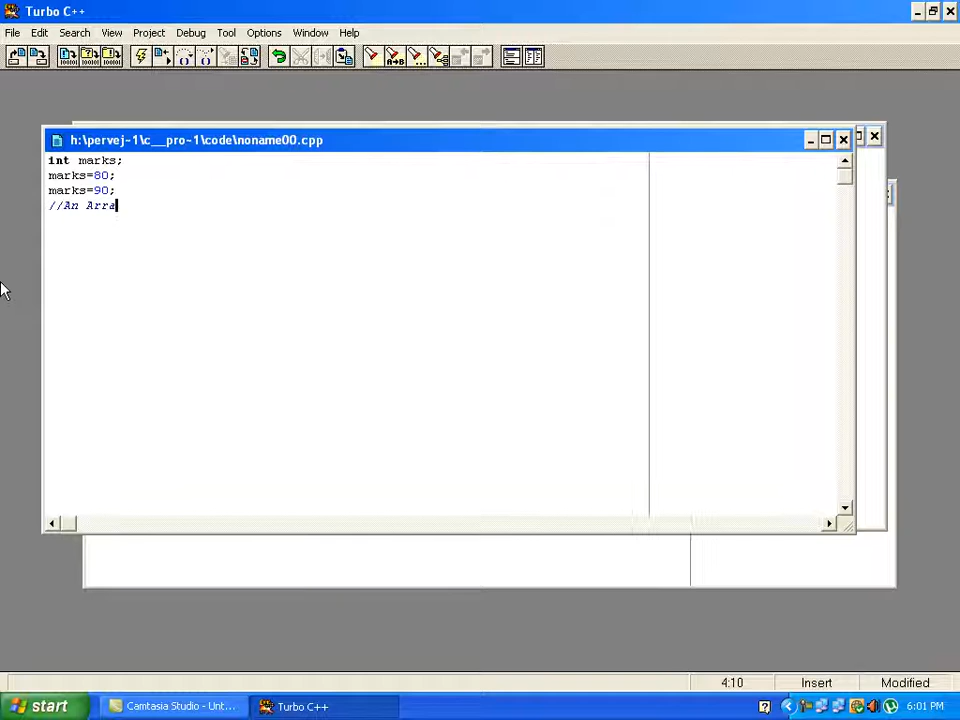 Turbo C++
File Edit Search View Project Debug Tool Options Window Help
h:\pervej~1\c__pro~1\code\noname00.cpp
int marks;
marks=80;
marks=90;
//An Arra
4:10 Insert Modified
start Camtasia Studio - Unt... Turbo C++ 6:01 PM